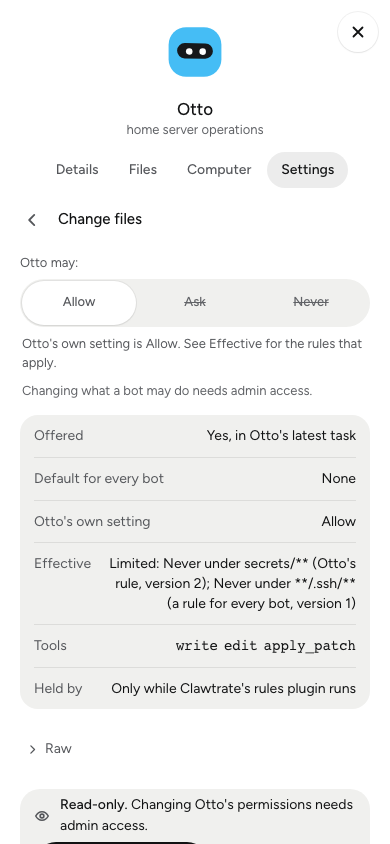 Otto
home server operations
Details Files Computer Settings
Change files
Otto may:
Allow Ask Never
Otto's own setting is Allow. See Effective for the rules that
apply.
Changing what a bot may do needs admin access.
Offered Yes, in Otto's latest task
Default for every bot None
Otto's own setting Allow
Effective Limited: Never under secrets/** (Otto's
rule, version 2); Never under **/.ssh/**
(a rule for every bot, version 1)
Tools write edit apply_patch
Held by Only while Clawtrate's rules plugin runs
Raw
Read-only. Changing Otto's permissions needs
admin access.